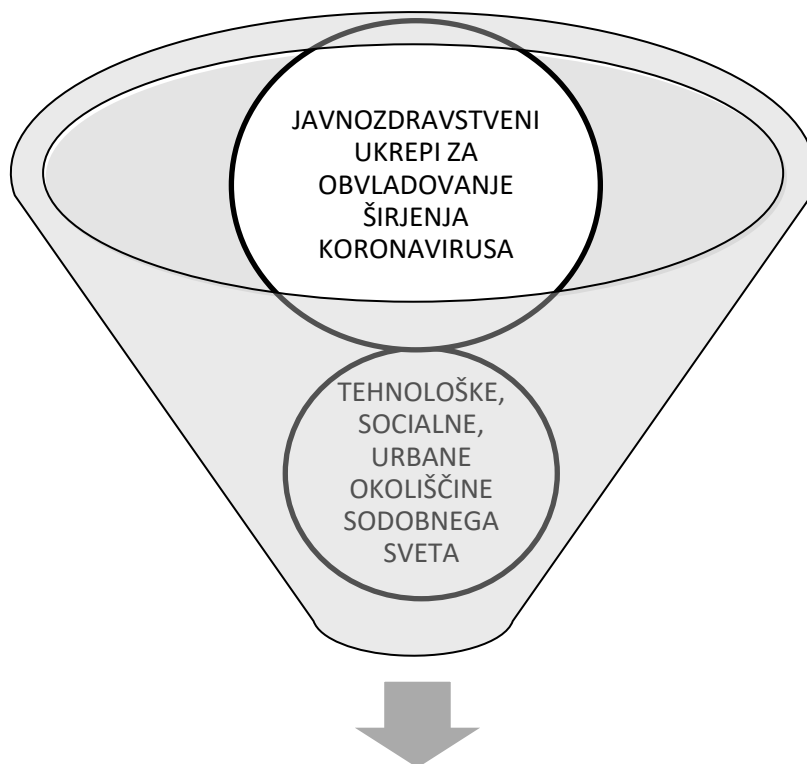 JAVNOZDRAVSTVENI
UKREPI ZA
OBVLADOVANJE
ŠIRJENJA
KORONAVIRUSA
TEHNOLOŠKE,
SOCIALNE,
URBANE
OKOLIŠČINE
SODOBNEGA
SVETA